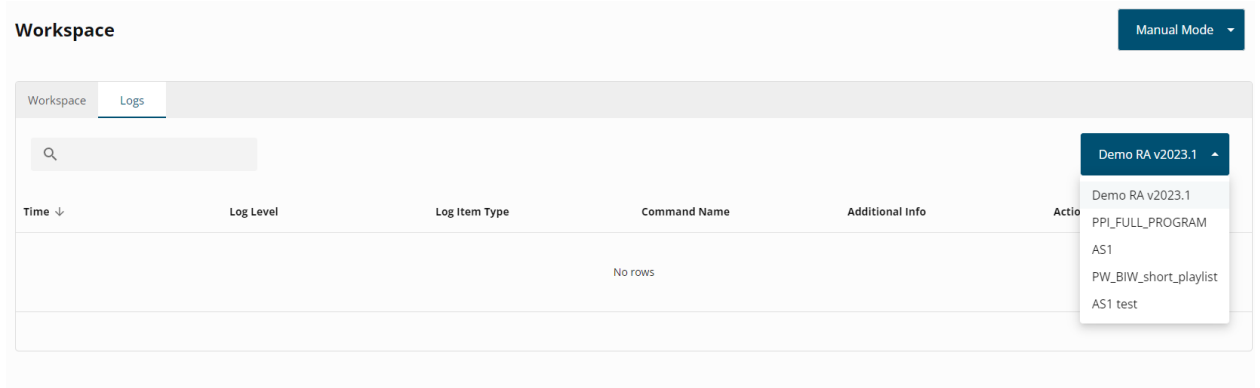 Workspace
Manual Mode
Workspace Logs
Demo RA v2023.1
Demo RA v2023.1
PPI_FULL_PROGRAM
AS1
PW_BIW_short_playlist
AS1 test
Time Log Level Log Item Type Command Name Additional Info Actio
No rows